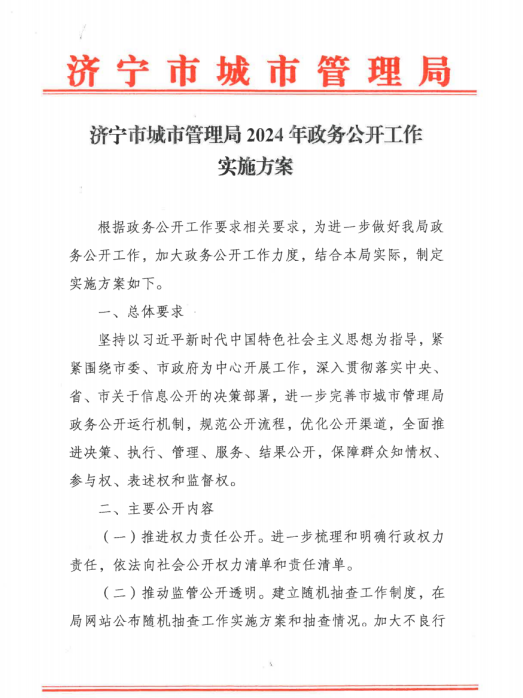 济宁市城市管理局
济宁市城市管理局 2024 年政务公开工作
实施方案
根据政务公开工作要求相关要求，为进一步做好我局政
务公开工作，加大政务公开工作力度，结合本局实际，制定
实施方案如下。
一、总体要求
坚持以习近平新时代中国特色社会主义思想为指导，紧
紧围绕市委、市政府为中心开展工作，深入贯彻落实中央、
省、市关于信息公开的决策部署，进一步完善市城市管理局
政务公开运行机制，规范公开流程，优化公开渠道，全面推
进决策、执行、管理、服务、结果公开，保障群众知情权、
参与权、表述权和监督权。
二、主要公开内容
（一）推进权力责任公开。进一步梳理和明确行政权力
责任，依法向社会公开权力清单和责任清单。
（二）推动监管公开透明。建立随机抽查工作制度，在
局网站公布随机抽查工作实施方案和抽查情况。加大不良行